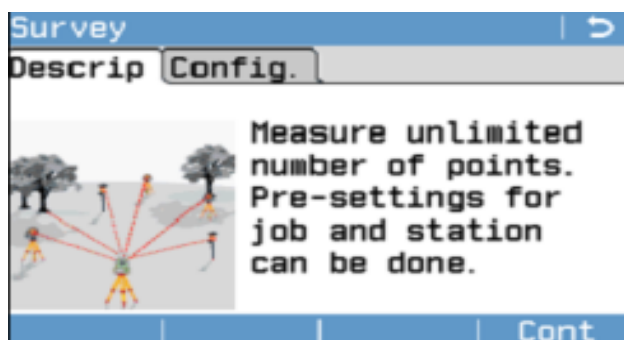 Survey
Descrip Config.
Measure unlimited
number of points.
Pre-settings for
job and station
can be done.
Cont